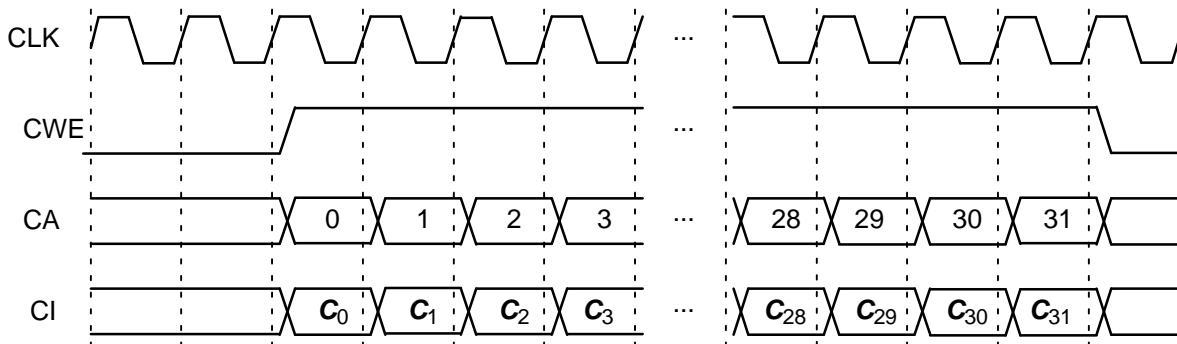 CLK ...
CWE ...
CA 0 1 2 3 ... 28 29 30 31
CI C0 C1 C2 C3 ... C28 C29 C30 C31